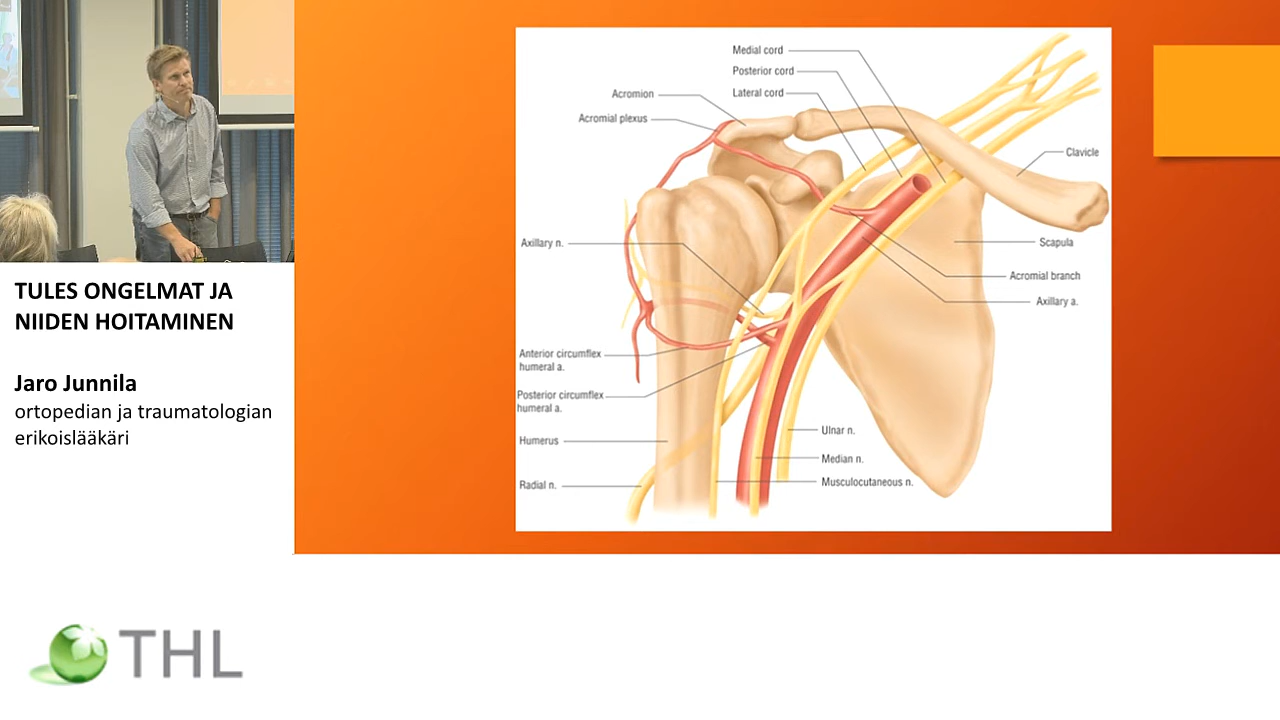 TULES ONGELMAT JA
NIIDEN HOITAMINEN
Jaro Junnila
ortopedian ja traumatologian
erikoislääkäri
THL
Medial cord
Posterior cord
Lateral cord
Acromion
Acromial plexus
Clavicle
Axillary n.
Scapula
Acromial branch
Axillary a.
Anterior circumflex
humeral a.
Posterior circumflex
humeral a.
Humerus
Radial n.
Ulnar n.
Median n.
Musculocutaneous n.